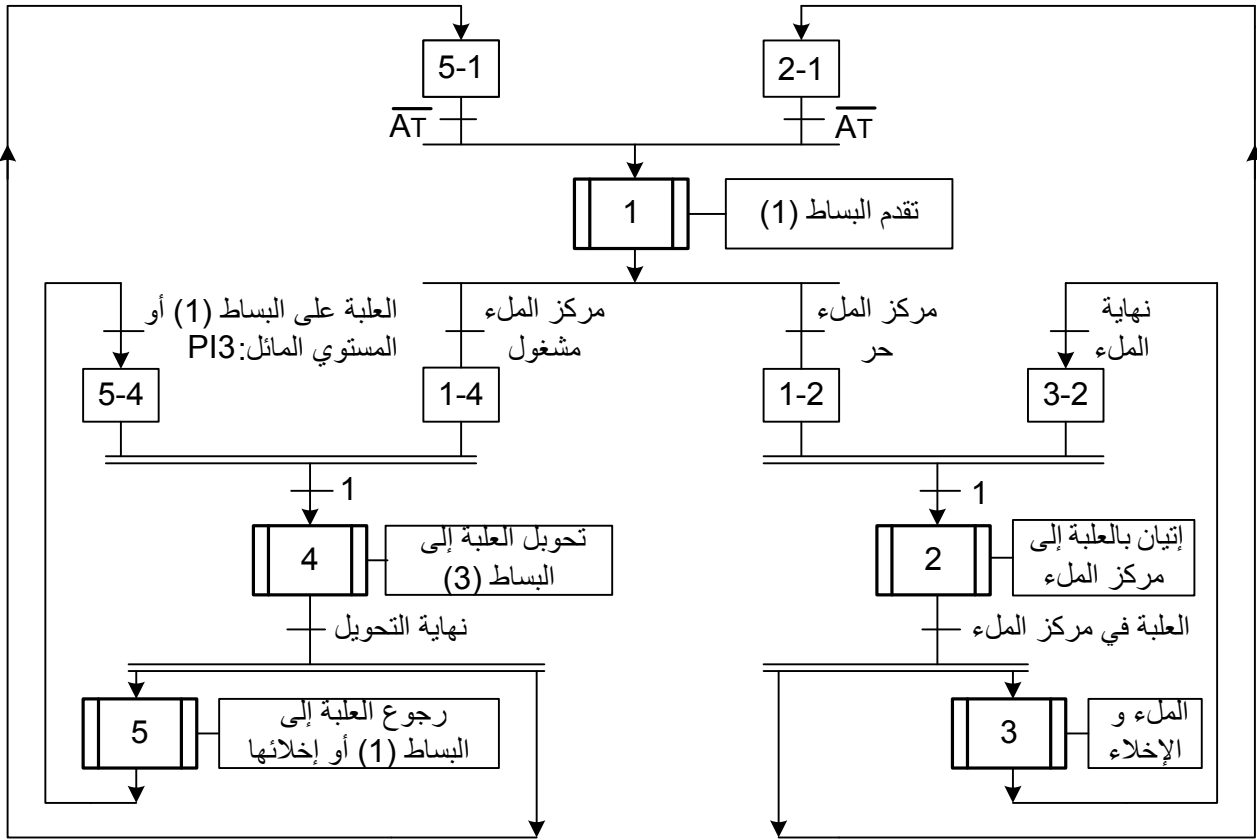 5-1
2-1
A̅T̅
A̅T̅
1
تقدم البساط (1)
العلبة على البساط (1) أو
المستوي المائل:PI3
مركز الملء
مشغول
مركز الملء
حر
نهاية
الملء
5-4
1-4
1-2
3-2
1
1
4
تحوبل العلبة إلى
البساط (3)
2
إتيان بالعلبة إلى
مركز الملء
نهاية التحويل
العلبة في مركز الملء
5
رجوع العلبة إلى
البساط (1) أو إخلائها
3
الملء و
الإخلاء